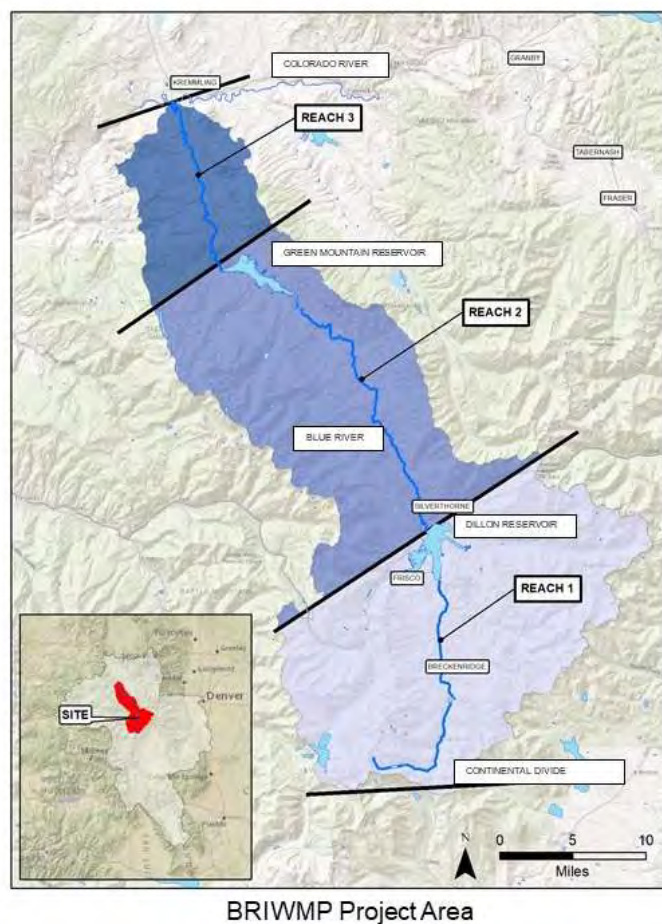 COLORADO RIVER
GRANBY
KREMMLING
REACH 3
TABERNASH
FRASER
GREEN MOUNTAIN RESERVOIR
REACH 2
BLUE RIVER
SILVERTHORNE
DILLON RESERVOIR
FRISCO
REACH 1
BRECKENRIDGE
SITE
Denver
CONTINENTAL DIVIDE
N
0 5 10
Miles
BRIWMP Project Area